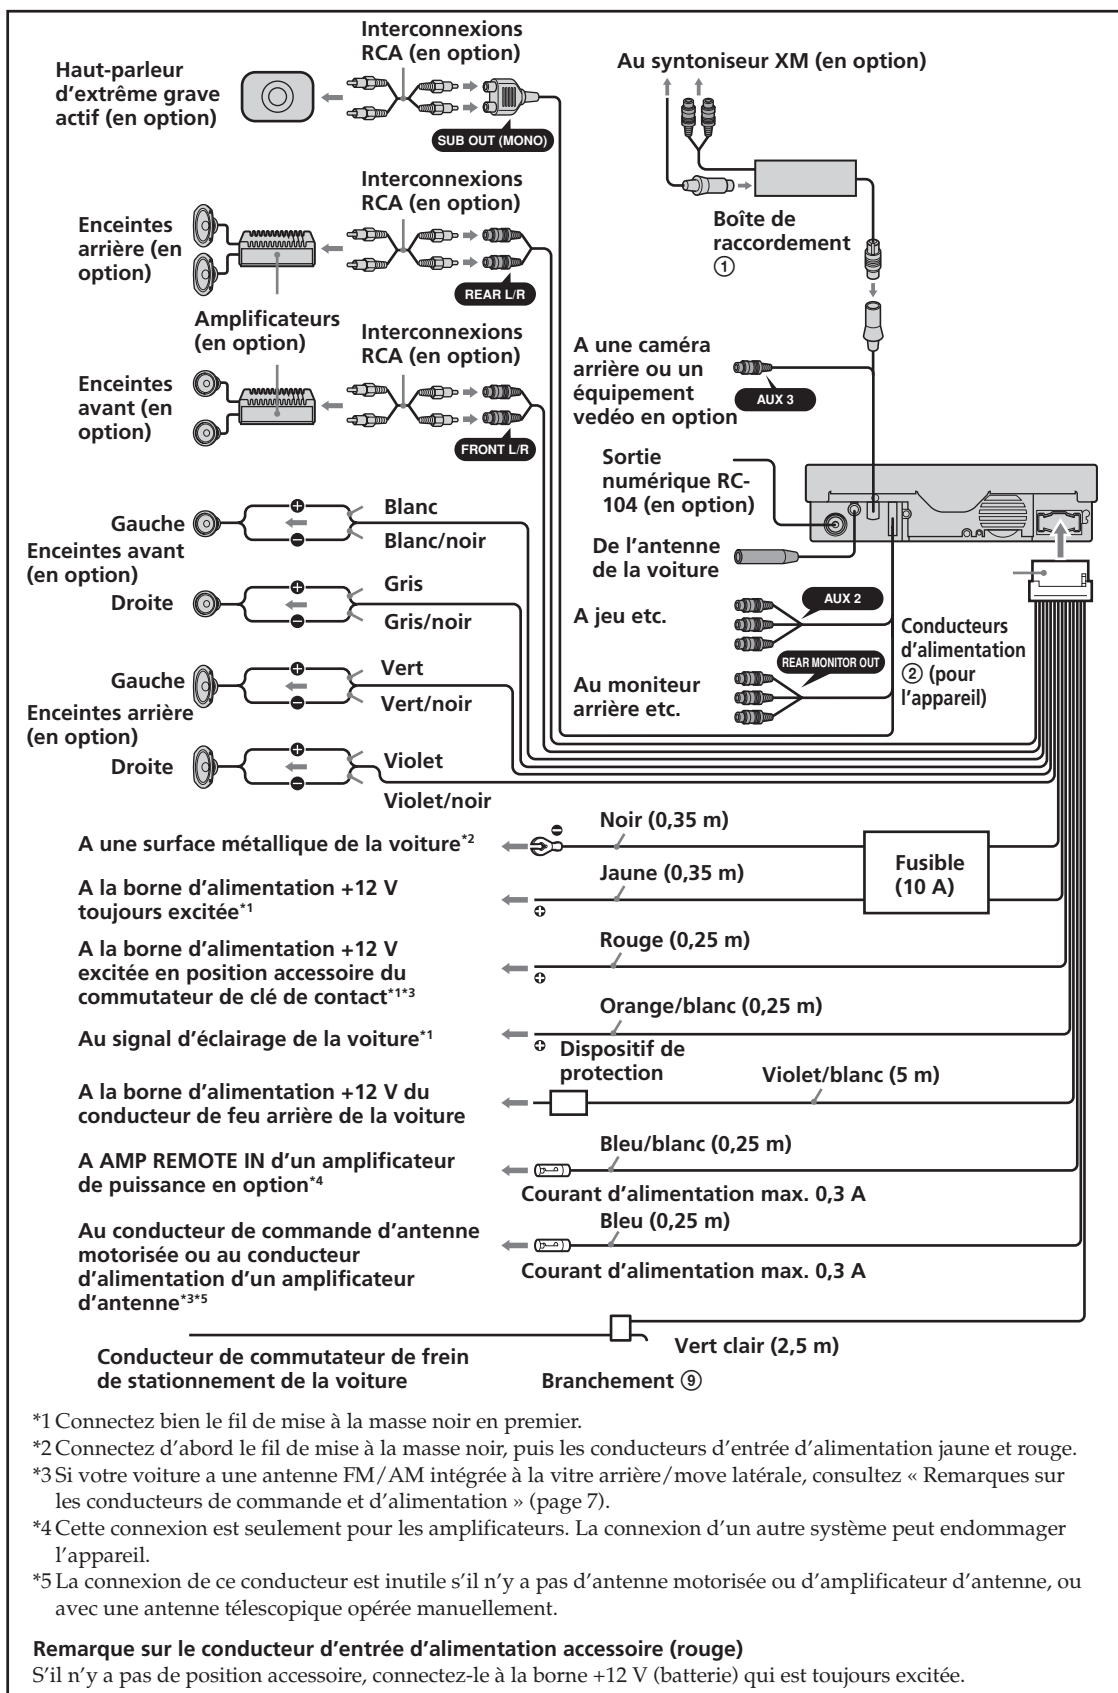 Interconnexions
RCA (en option)
Haut-parleur
d'extrême grave
actif (en option)
SUB OUT (MONO)
Au syntoniseur XM (en option)
Interconnexions
RCA (en option)
Enceintes
arrière (en
option)
REAR L/R
Boîte de
raccordement
①
Amplificateurs
(en option)
Interconnexions
RCA (en option)
Enceintes
avant (en
option)
FRONT L/R
A une caméra
arrière ou un
équipement
vedéo en option
AUX 3
Sortie
numérique RC-
104 (en option)
De l'antenne
de la voiture
A jeu etc.
AUX 2
Au moniteur
arrière etc.
REAR MONITOR OUT
Conducteurs
d'alimentation
② (pour
l'appareil)
Gauche
Blanc
Blanc/noir
Enceintes avant
(en option)
Droite
Gris
Gris/noir
Gauche
Vert
Vert/noir
Enceintes arrière
(en option)
Droite
Violet
Violet/noir
A une surface métallique de la voiture*2
Noir (0,35 m)
Fusible
(10 A)
A la borne d'alimentation +12 V
toujours excitée*1
Jaune (0,35 m)
A la borne d'alimentation +12 V
excitée en position accessoire du
commutateur de clé de contact*1*3
Rouge (0,25 m)
Au signal d'éclairage de la voiture*1
Orange/blanc (0,25 m)
Dispositif de
protection
A la borne d'alimentation +12 V du
conducteur de feu arrière de la voiture
Violet/blanc (5 m)
A AMP REMOTE IN d'un amplificateur
de puissance en option*4
Bleu/blanc (0,25 m)
Courant d'alimentation max. 0,3 A
Au conducteur de commande d'antenne
motorisée ou au conducteur
d'alimentation d'un amplificateur
d'antenne*3*5
Bleu (0,25 m)
Courant d'alimentation max. 0,3 A
Conducteur de commutateur de frein
de stationnement de la voiture
Vert clair (2,5 m)
Branchement ⑨
*1 Connectez bien le fil de mise à la masse noir en premier.
*2 Connectez d'abord le fil de mise à la masse noir, puis les conducteurs d'entrée d'alimentation jaune et rouge.
*3 Si votre voiture a une antenne FM/AM intégrée à la vitre arrière/move latérale, consultez « Remarques sur
les conducteurs de commande et d'alimentation » (page 7).
*4 Cette connexion est seulement pour les amplificateurs. La connexion d'un autre système peut endommager
l'appareil.
*5 La connexion de ce conducteur est inutile s'il n'y a pas d'antenne motorisée ou d'amplificateur d'antenne, ou
avec une antenne télescopique opérée manuellement.
Remarque sur le conducteur d'entrée d'alimentation accessoire (rouge)
S'il n'y a pas de position accessoire, connectez-le à la borne +12 V (batterie) qui est toujours excitée.